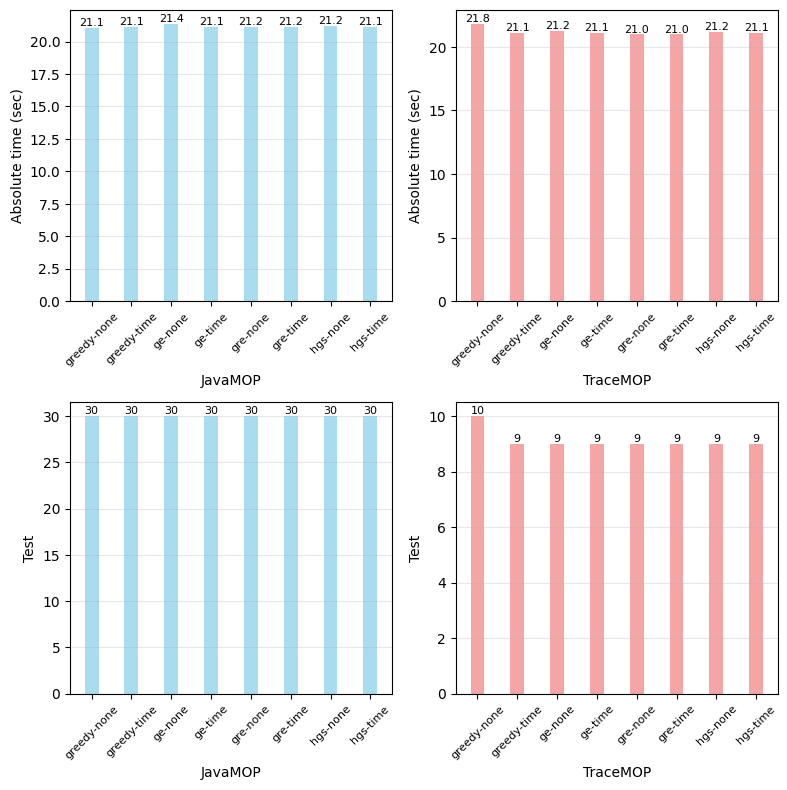 Absolute time (sec)
20.0
17.5
15.0
12.5
10.0
7.5
5.0
2.5
0.0
21.1 21.1 21.4 21.1 21.2 21.2 21.2 21.1
greedy-none greedy-time ge-none ge-time gre-none gre-time hgs-none hgs-time
JavaMOP
Absolute time (sec)
20
15
10
5
0
21.8 21.1 21.2 21.1 21.0 21.0 21.2 21.1
greedy-none greedy-time ge-none ge-time gre-none gre-time hgs-none hgs-time
TraceMOP
Test
30
25
20
15
10
5
0
30 30 30 30 30 30 30 30
greedy-none greedy-time ge-none ge-time gre-none gre-time hgs-none hgs-time
JavaMOP
Test
10
8
6
4
2
0
10 9 9 9 9 9 9 9
greedy-none greedy-time ge-none ge-time gre-none gre-time hgs-none hgs-time
TraceMOP